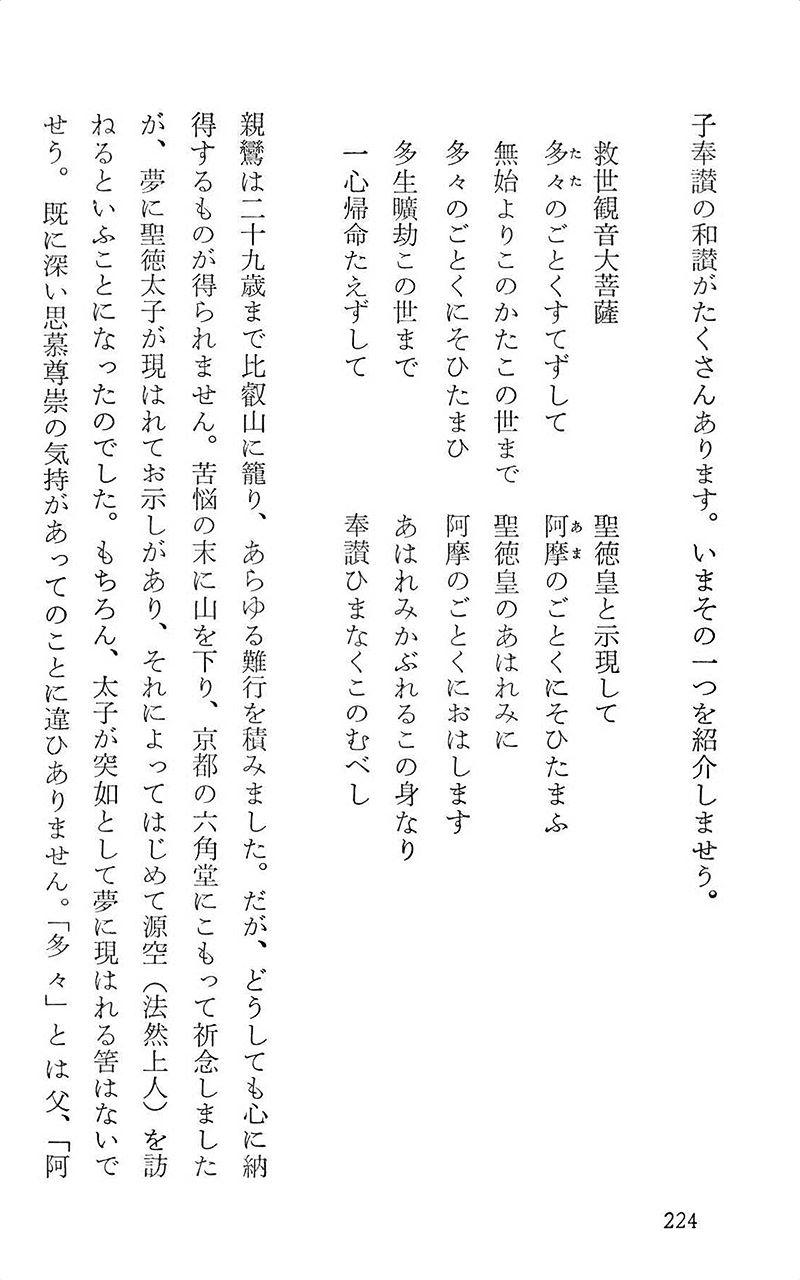 子奉讃の和讃がたくさんあります。いまその一つを紹介しませう。
救世観音大菩薩　聖徳皇と示現して
多々のごとくすてずして　阿摩のごとくにそひたまふ
無始よりこのかたこの世まで　聖徳皇のあはれみに
多々のごとくにそひたまひ　阿摩のごとくにおはします
多生曠劫この世まで　あはれみかぶれるこの身なり
一心帰命たえずして　奉讃ひまなくこのむべし
親鸞は二十九歳まで比叡山に籠り、あらゆる難行を積みました。だが、どうしても心に納
得するものが得られません。苦悩の末に山を下り、京都の六角堂にこもって祈念しました
が、夢に聖徳太子が現はれてお示しがあり、それによってはじめて源空（法然上人）を訪
ねるといふことになったのでした。もちろん、太子が突如として夢に現はれる筈はないで
せう。既に深い思慕尊崇の気持があってのことに違ひありません。「多々」とは父、「阿
224